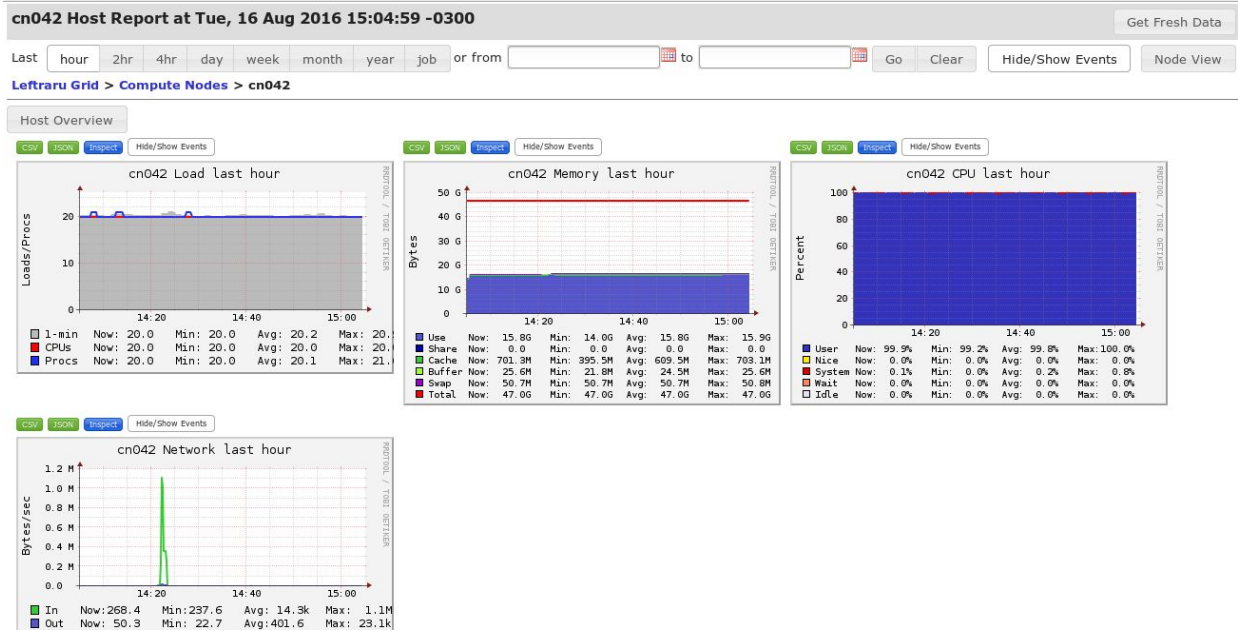 cn042 Host Report at Tue, 16 Aug 2016 15:04:59 -0300
Get Fresh Data
Last hour 2hr 4hr day week month year job or from to Go Clear Hide/Show Events Node View
Leftraru Grid > Compute Nodes > cn042
Host Overview
CSV JSON Inspect Hide/Show Events
cn042 Load last hour
RRDTOOL / TOBI OETIKER
Loads/Procs
20
10
0
14:20 14:40 15:00
1-min Now: 20.0 Min: 20.0 Avg: 20.2 Max: 20.
CPUs Now: 20.0 Min: 20.0 Avg: 20.0 Max: 20.
Procs Now: 20.0 Min: 20.0 Avg: 20.1 Max: 21.
CSV JSON Inspect Hide/Show Events
cn042 Memory last hour
RRDTOOL / TOBI OETIKER
Bytes
50 G
40 G
30 G
20 G
10 G
0
14:20 14:40 15:00
Use Now: 15.8G Min: 14.0G Avg: 15.8G Max: 15.9G
Share Now: 0.0 Min: 0.0 Avg: 0.0 Max: 0.0
Cache Now: 701.3M Min: 395.5M Avg: 609.5M Max: 703.1M
Buffer Now: 25.6M Min: 21.8M Avg: 24.5M Max: 25.6M
Swap Now: 50.7M Min: 50.7M Avg: 50.7M Max: 50.8M
Total Now: 47.0G Min: 47.0G Avg: 47.0G Max: 47.0G
CSV JSON Inspect Hide/Show Events
cn042 CPU last hour
RRDTOOL / TOBI OETIKER
Percent
100
80
60
40
20
0
14:20 14:40 15:00
User Now: 99.9% Min: 99.2% Avg: 99.8% Max:100.0%
Nice Now: 0.0% Min: 0.0% Avg: 0.2% Max: 0.0%
System Now: 0.1% Min: 0.0% Avg: 0.2% Max: 0.8%
Wait Now: 0.0% Min: 0.0% Avg: 0.0% Max: 0.0%
Idle Now: 0.0% Min: 0.0% Avg: 0.0% Max: 0.0%
CSV JSON Inspect Hide/Show Events
cn042 Network last hour
RRDTOOL / TOBI OETIKER
Bytes/sec
1.2 M
1.0 M
0.8 M
0.6 M
0.4 M
0.2 M
0.0
14:20 14:40 15:00
In Now:268.4 Min:237.6 Avg: 14.3k Max: 1.1M
Out Now: 50.3 Min: 22.7 Avg:401.6 Max: 23.1k